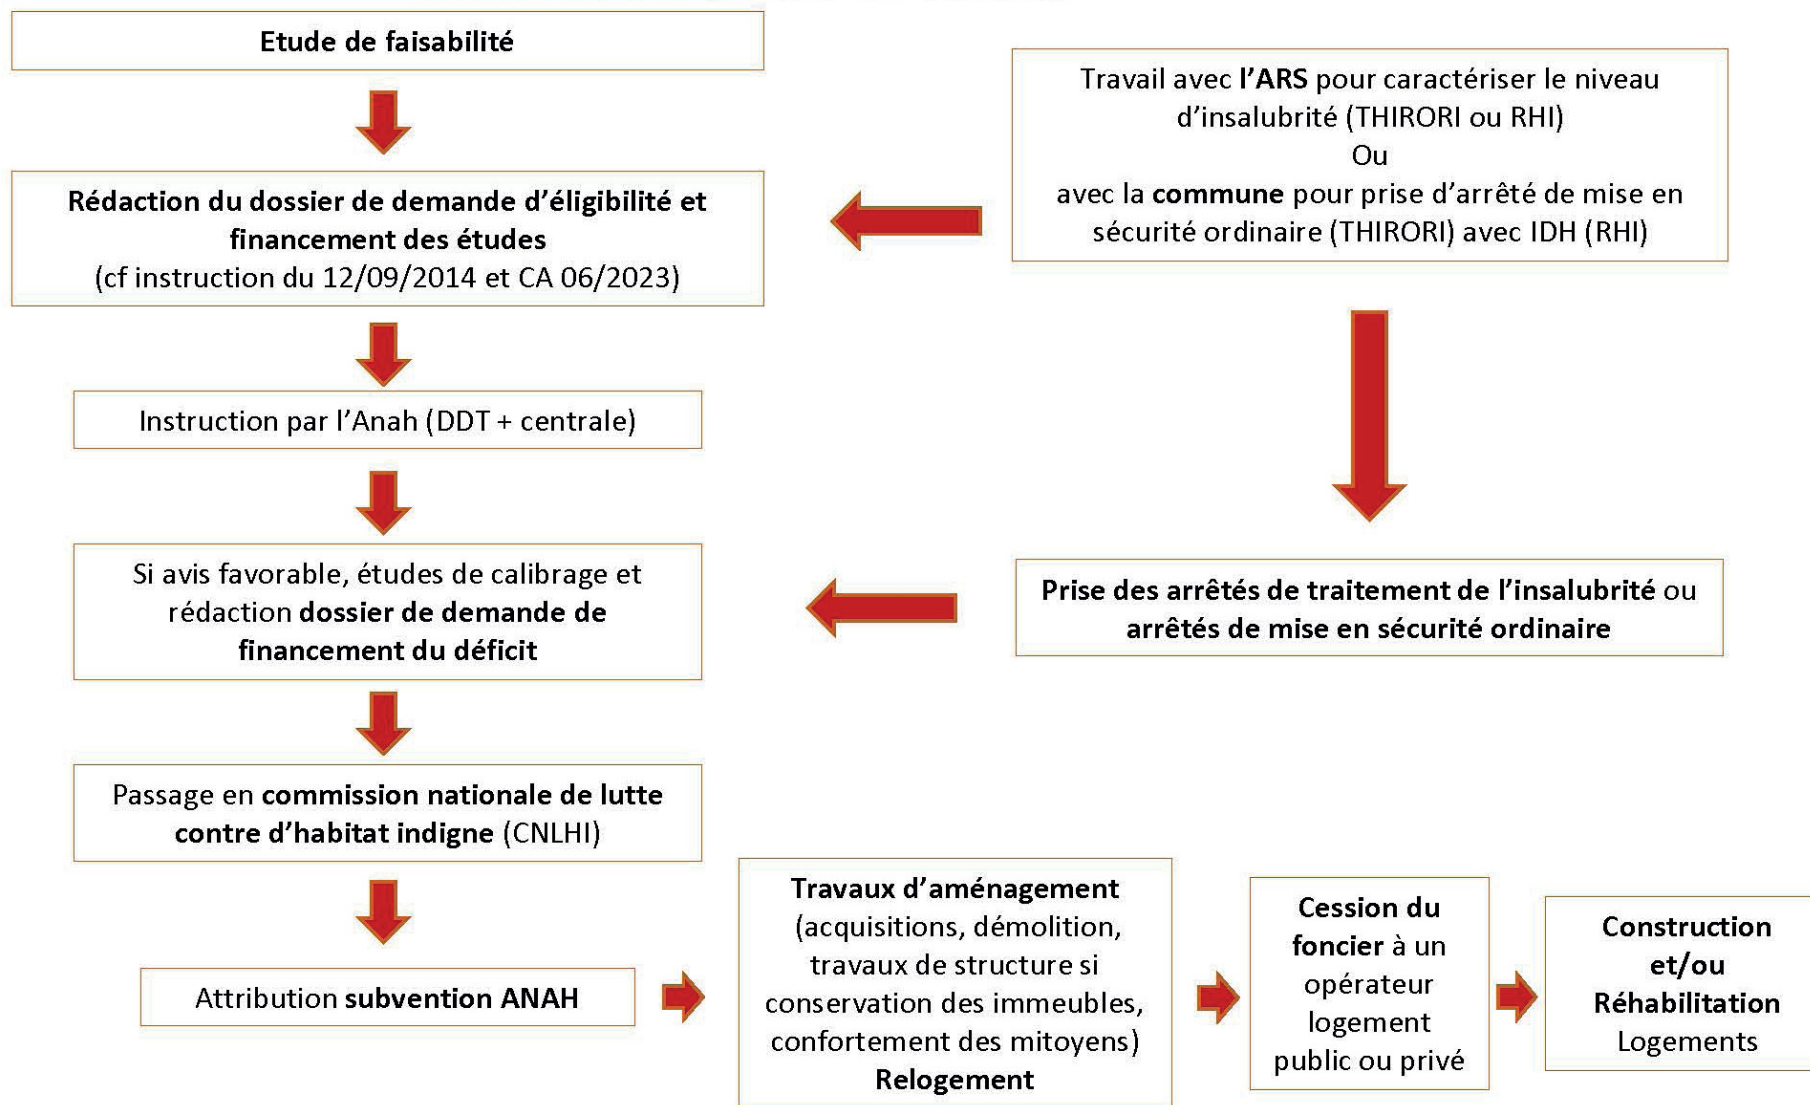 Etude de faisabilité
Travail avec l'ARS pour caractériser le niveau
d'insalubrité (THIRORI ou RHI)
Ou
avec la commune pour prise d'arrêté de mise en
sécurité ordinaire (THIRORI) avec IDH (RHI)
Rédaction du dossier de demande d'éligibilité et
financement des études
(cf instruction du 12/09/2014 et CA 06/2023)
Instruction par l'Anah (DDT + centrale)
Si avis favorable, études de calibrage et
rédaction dossier de demande de
financement du déficit
Prise des arrêtés de traitement de l'insalubrité ou
arrêtés de mise en sécurité ordinaire
Passage en commission nationale de lutte
contre d'habitat indigne (CNLHI)
Attribution subvention ANAH
Travaux d'aménagement
(acquisitions, démolition,
travaux de structure si
conservation des immeubles,
confortement des mitoyens)
Relogement
Cession du
foncier à un
opérateur
logement
public ou privé
Construction
et/ou
Réhabilitation
Logements